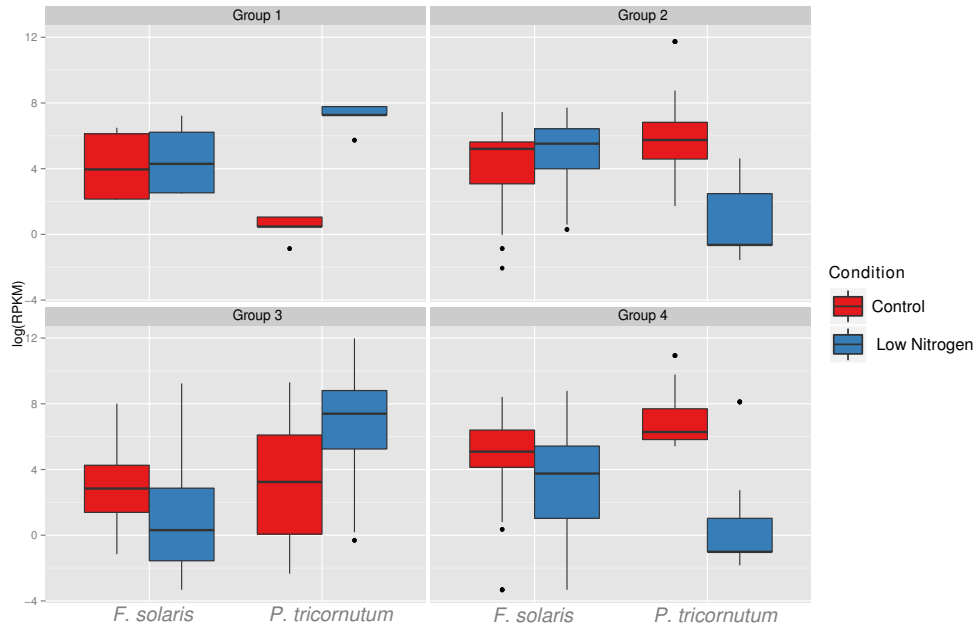 Group 1
Group 2
12
8
4
0
−4
Group 3
Group 4
12
8
4
0
−4
log(RPKM)
F. solaris
P. tricornutum
F. solaris
P. tricornutum
Condition
Control
Low Nitrogen